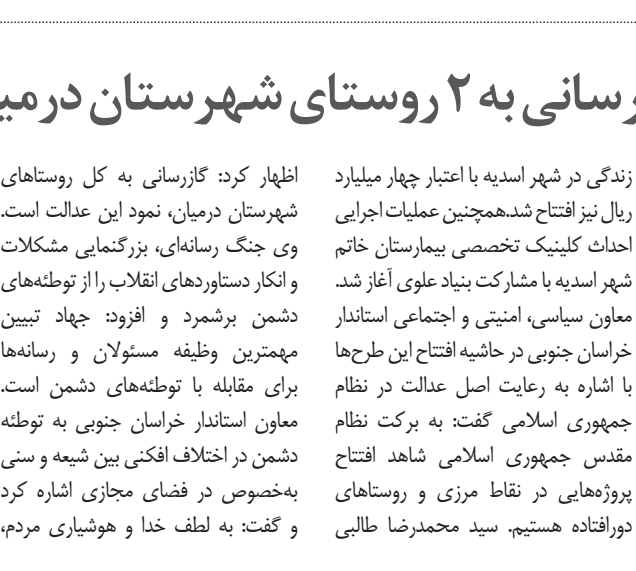 رسانی به ۲ روستای شهرستان درمی
زندگی در شهر اسدیه با اعتبار چهار میلیارد
ریال نیز افتتاح شد.همچنین عملیات اجرایی
احداث کلینیک تخصصی بیمارستان خاتم
شهر اسدیه با مشارکت بنیاد علوی آغاز شد.
معاون سیاسی، امنیتی و اجتماعی استاندار
خراسان جنوبی در حاشیه افتتاح این طرح‌ها
با اشاره به رعایت اصل عدالت در نظام
جمهوری اسلامی گفت: به برکت نظام
مقدس جمهوری اسلامی شاهد افتتاح
پروژه‌هایی در نقاط مرزی و روستاهای
دورافتاده هستیم. سید محمدرضا طالبی
اظهار کرد: گازرسانی به کل روستاهای
شهرستان درمیان، نمود این عدالت است.
وی جنگ رسانه‌ای، بزرگنمایی مشکلات
و انکار دستاوردهای انقلاب را از توطئه‌های
دشمن برشمرد و افزود: جهاد تبیین
مهمترین وظیفه مسئولان و رسانه‌ها
برای مقابله با توطئه‌های دشمن است.
معاون استاندار خراسان جنوبی به توطئه
دشمن در اختلاف افکنی بین شیعه و سنی
به‌خصوص در فضای مجازی اشاره کرد
و گفت: به لطف خدا و هوشیاری مردم،